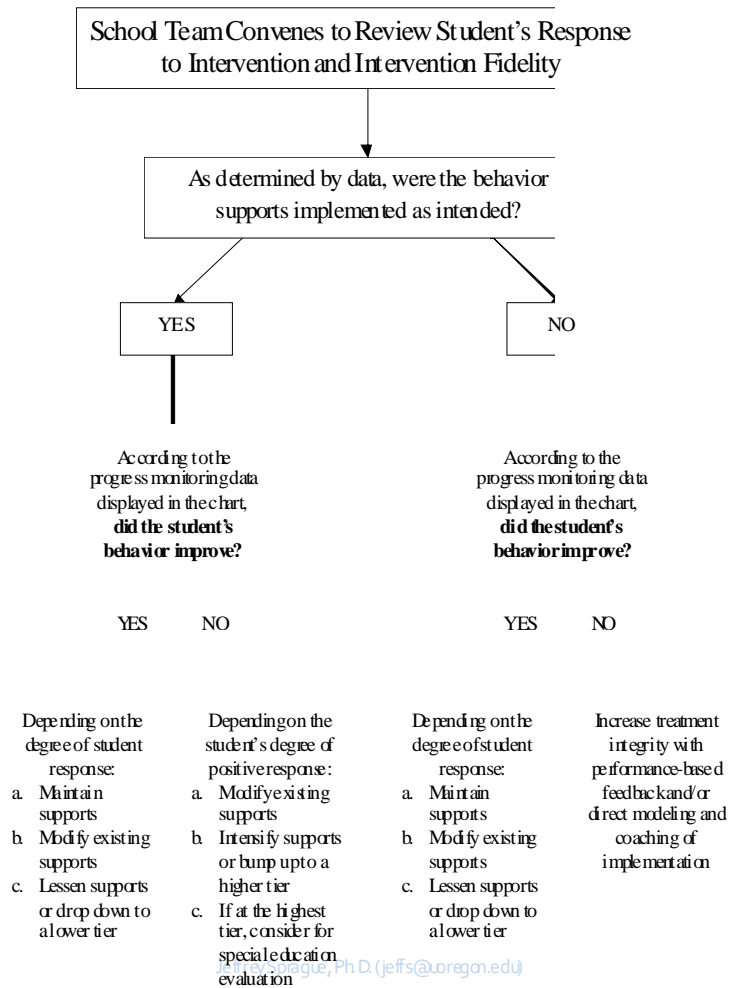 School Team Convenes to Review Student's Response
to Intervention and Intervention Fidelity
As determined by data, were the behavior
supports implemented as intended?
YES
NO
According to the
progress monitoring data
displayed in the chart,
did the student's
behavior improve?
According to the
progress monitoring data
displayed in the chart,
did the student's
behavior improve?
YES
NO
YES
NO
Depending on the
degree of student
response:
a. Maintain
supports
b. Modify existing
supports
c. Lessen supports
or drop down to
a lower tier
Depending on the
student's degree of
positive response:
a. Modify existing
supports
b. Intensify supports
or bump up to a
higher tier
c. If at the highest
tier, consider for
special education
evaluation
Depending on the
degree of student
response:
a. Maintain
supports
b. Modify existing
supports
c. Lessen supports
or drop down to
a lower tier
Increase treatment
integrity with
performance-based
feedback and/or
direct modeling and
coaching of
implementation
Jeffrey Sprague, Ph D. (jeffs@uoregon.edu)